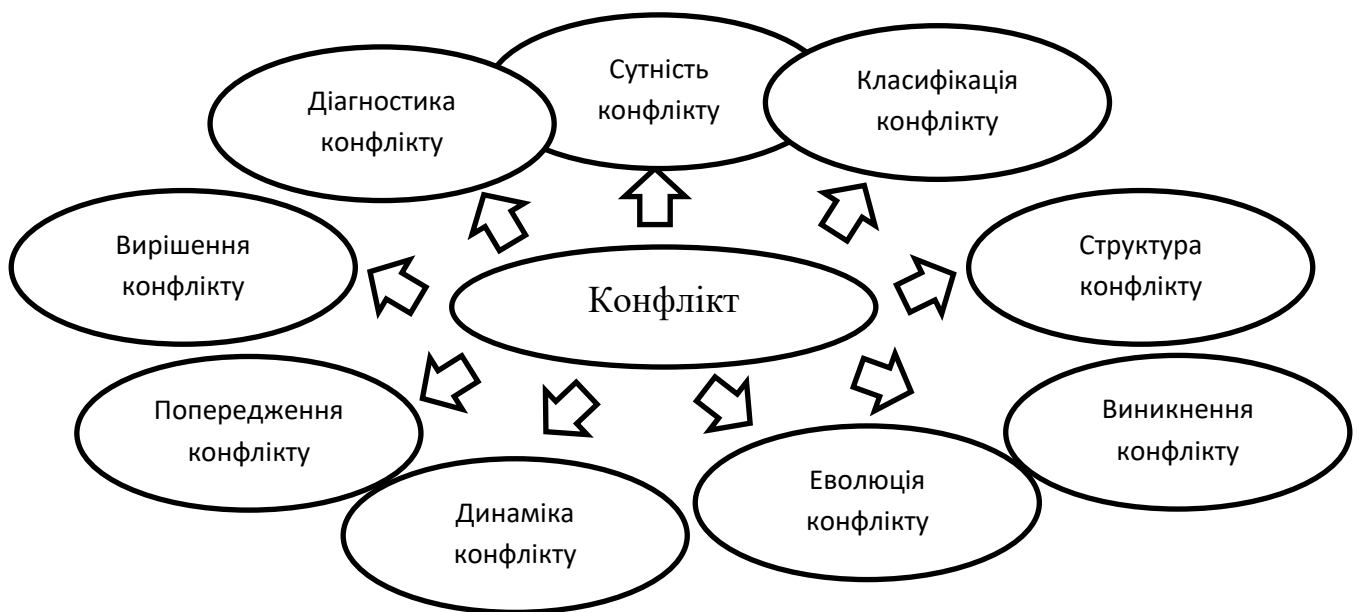 Сутність
конфлікту
Класифікація
конфлікту
Діагностика
конфлікту
Структура
конфлікту
Вирішення
конфлікту
Конфлікт
Виникнення
конфлікту
Попередження
конфлікту
Еволюція
конфлікту
Динаміка
конфлікту